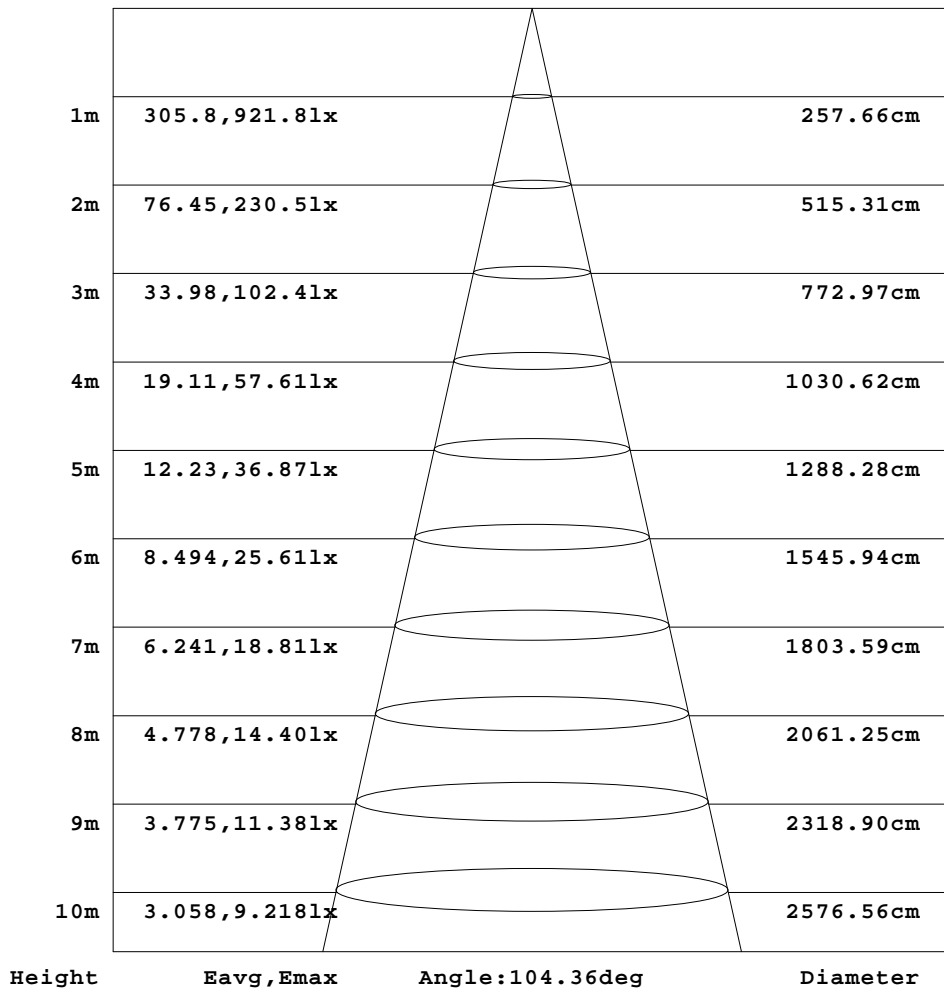 1m 305.8,921.8lx 257.66cm
2m 76.45,230.5lx 515.31cm
3m 33.98,102.4lx 772.97cm
4m 19.11,57.61lx 1030.62cm
5m 12.23,36.87lx 1288.28cm
6m 8.494,25.61lx 1545.94cm
7m 6.241,18.81lx 1803.59cm
8m 4.778,14.40lx 2061.25cm
9m 3.775,11.38lx 2318.90cm
10m 3.058,9.218lx 2576.56cm
Height Eavg,Emax Angle:104.36deg Diameter